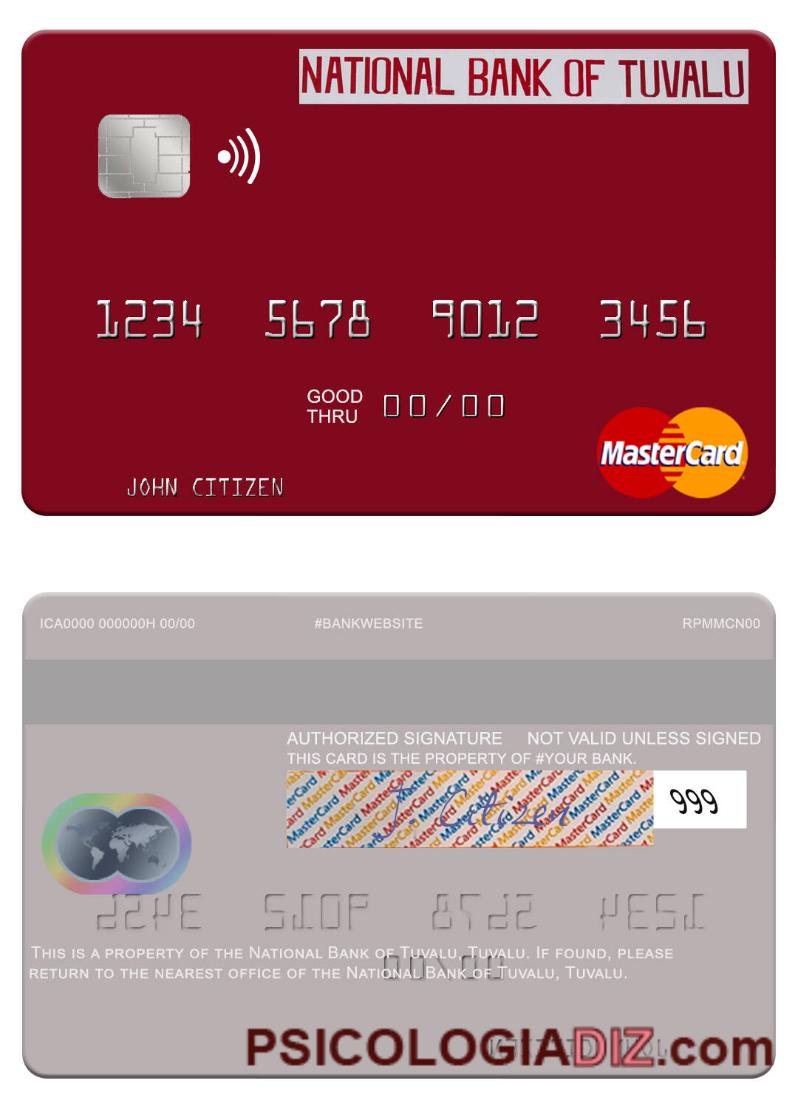 NATIONAL BANK OF TUVALU
1234 5678 9012 3456
GOOD THRU 00/00
MasterCard
JOHN CITIZEN
ICA0000 000000H 00/00 #BANKWEBSITE RPMMCN00
AUTHORIZED SIGNATURE NOT VALID UNLESS SIGNED
THIS CARD IS THE PROPERTY OF #YOUR BANK.
J. Citizen 999
THIS IS A PROPERTY OF THE NATIONAL BANK OF TUVALU, TUVALU. IF FOUND, PLEASE
RETURN TO THE NEAREST OFFICE OF THE NATIONAL BANK OF TUVALU, TUVALU.
PSICOLOGIADIZ.com